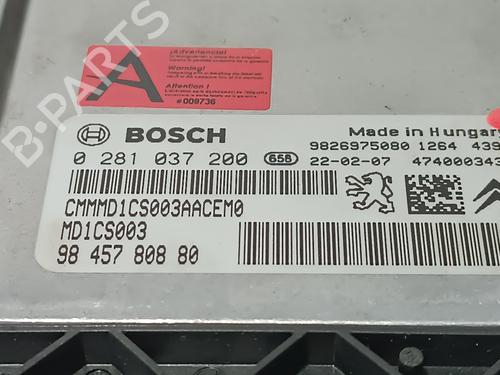 ¡Advertencia!
A
Warning!
Attention !
#009736
B-PARTS
BOSCH
Made in Hungary
0 281 037 200 658
9826975080 1264 439
22-02-07 474000343
CMMMD1CS003AACEM0
MD1CS003
98 457 808 80